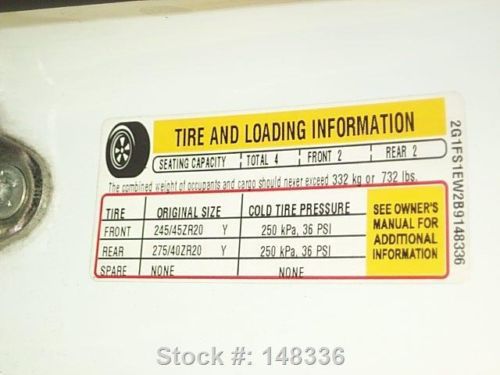 TIRE AND LOADING INFORMATION
SEATING CAPACITY TOTAL 4 FRONT 2 REAR 2
The combined weight of occupants and cargo should never exceed 332 kg or 732 lbs.
TIRE ORIGINAL SIZE COLD TIRE PRESSURE
FRONT 245/45ZR20 Y 250 kPa, 36 PSI
REAR 275/40ZR20 Y 250 kPa, 36 PSI
SPARE NONE NONE
SEE OWNER'S
MANUAL FOR
ADDITIONAL
INFORMATION
2G1FS1EW2B9148336
Stock #: 148336